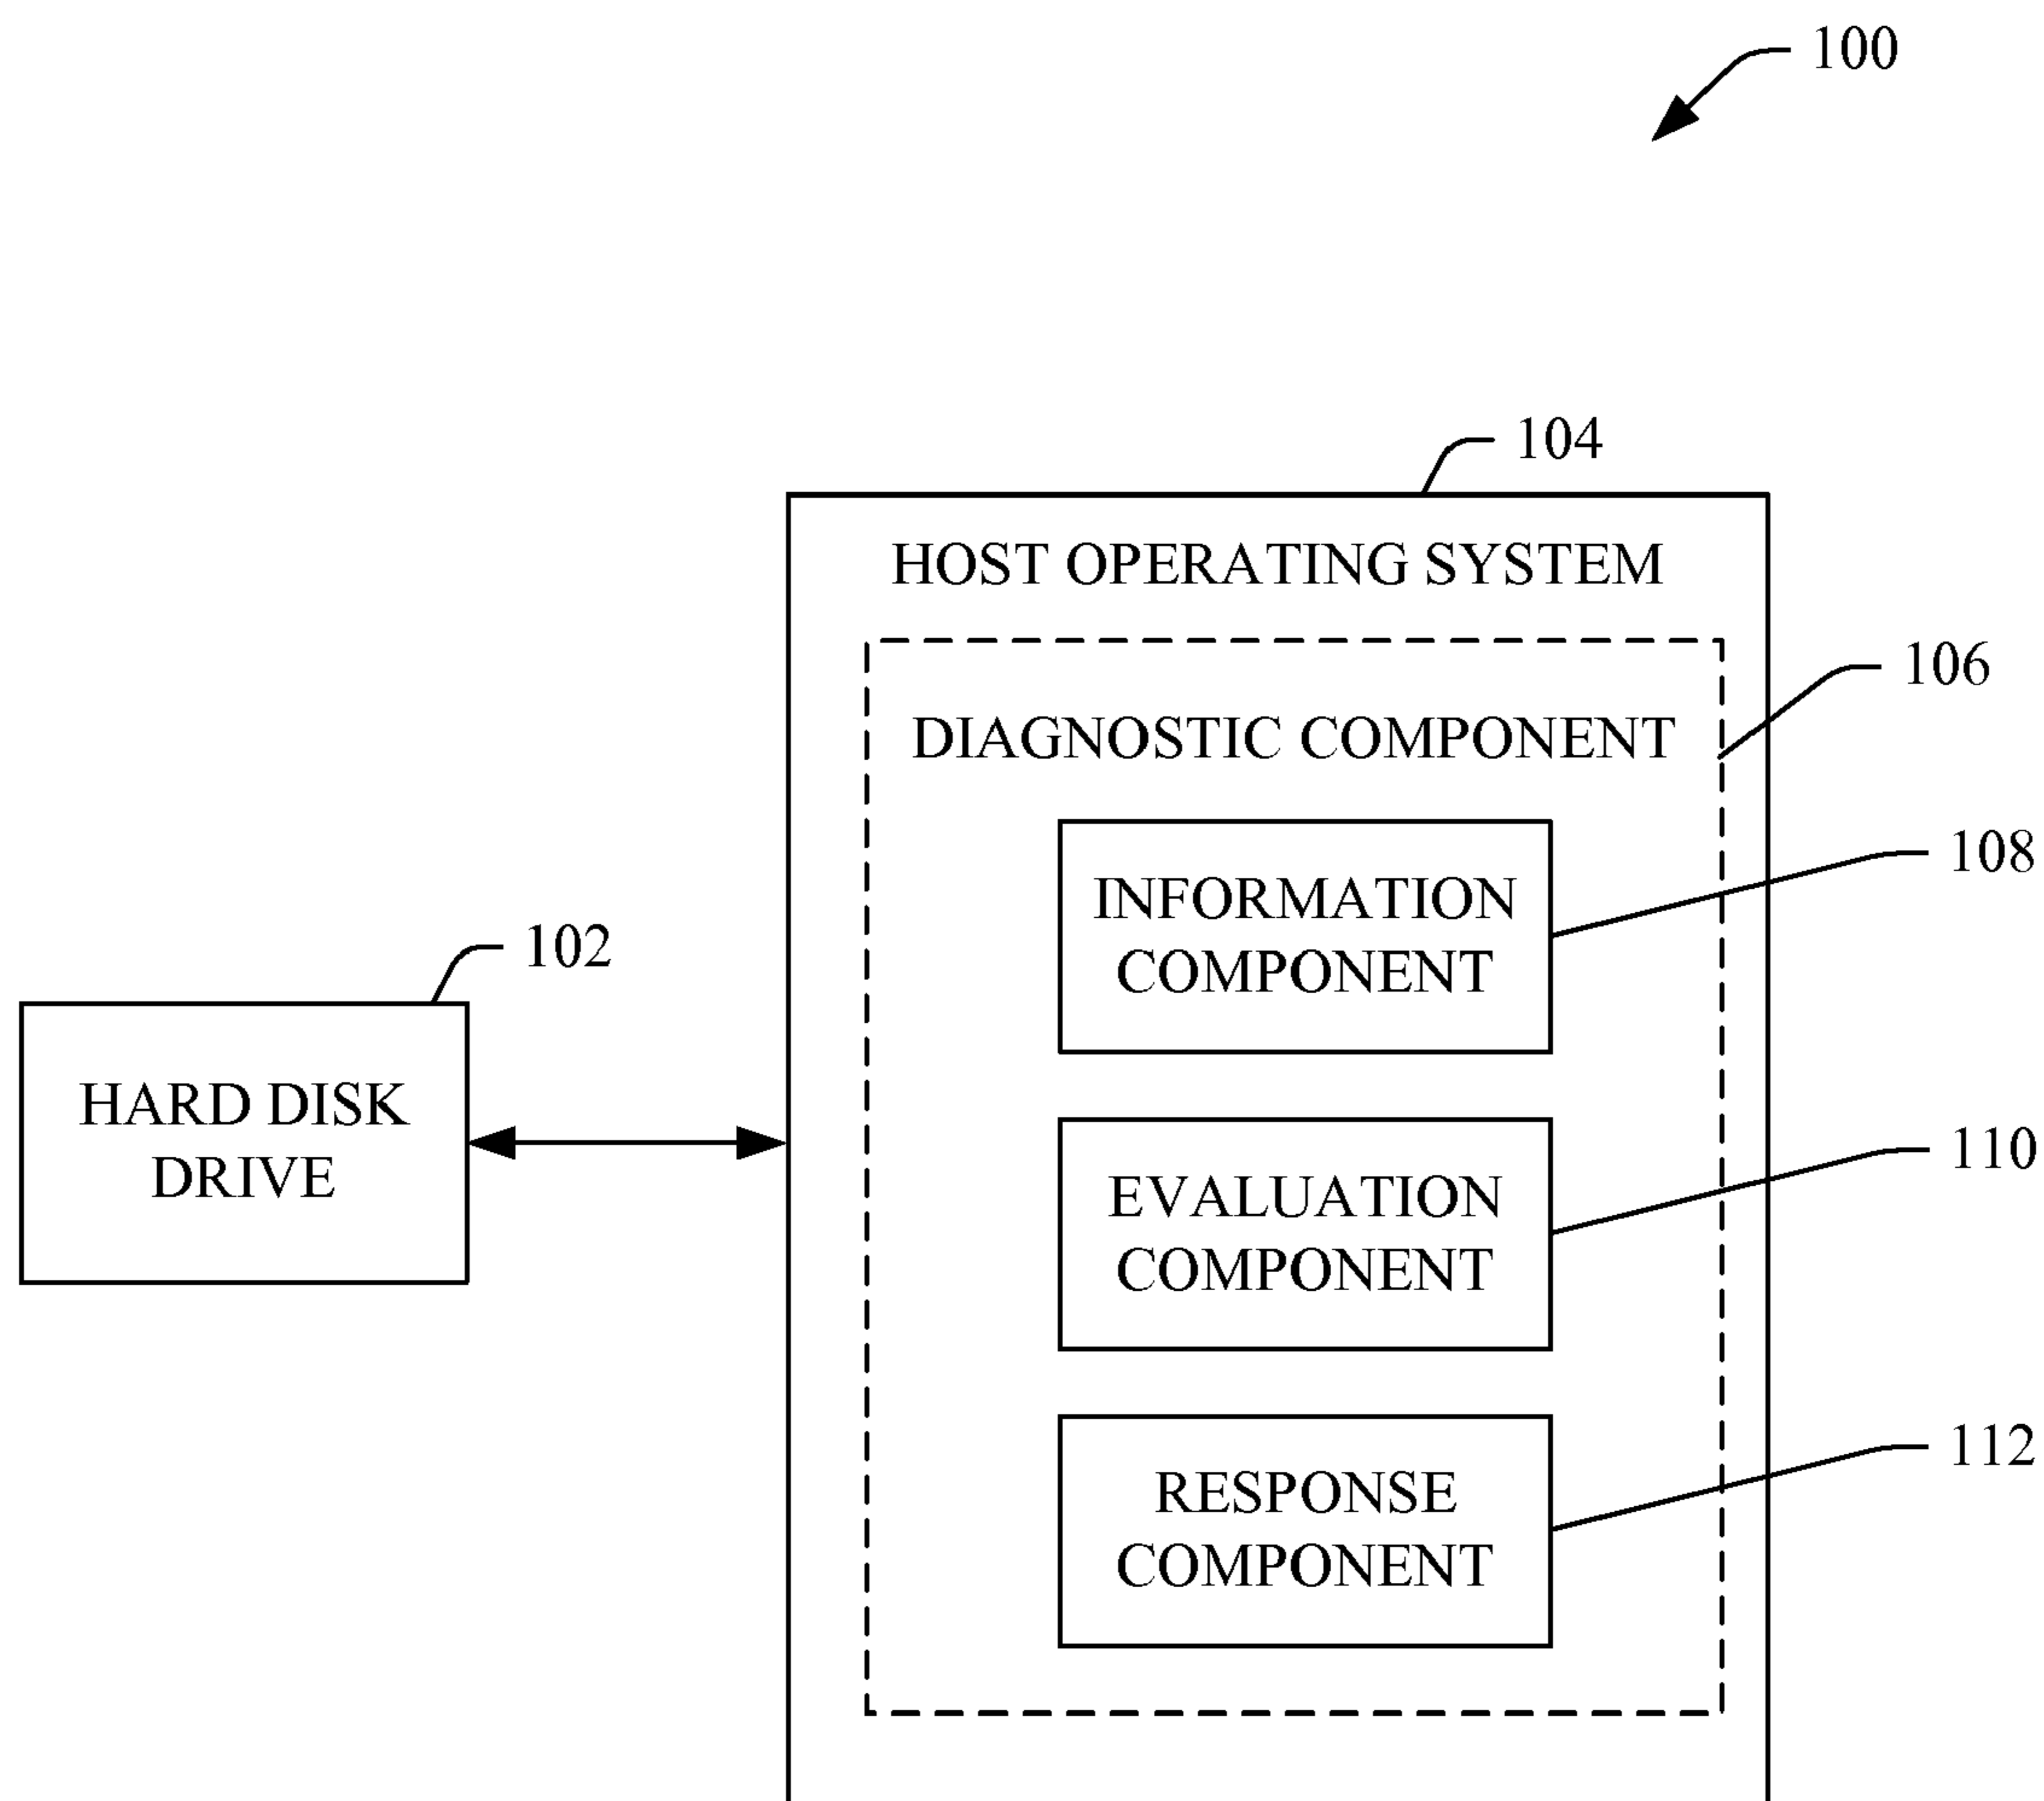 100
104
HOST OPERATING SYSTEM
106
DIAGNOSTIC COMPONENT
108
INFORMATION
COMPONENT
102
HARD DISK
DRIVE
110
EVALUATION
COMPONENT
112
RESPONSE
COMPONENT